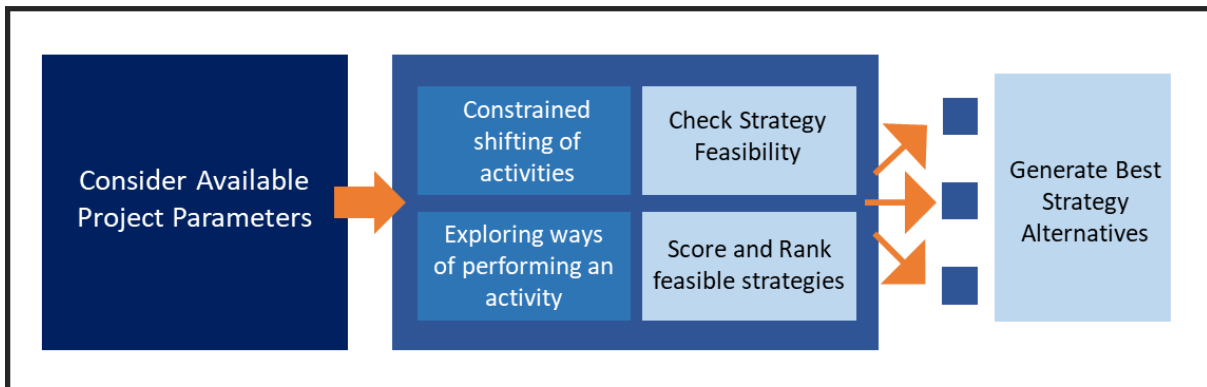 Consider Available
Project Parameters
Constrained
shifting of
activities
Check Strategy
Feasibility
Exploring ways
of performing an
activity
Score and Rank
feasible strategies
Generate Best
Strategy
Alternatives